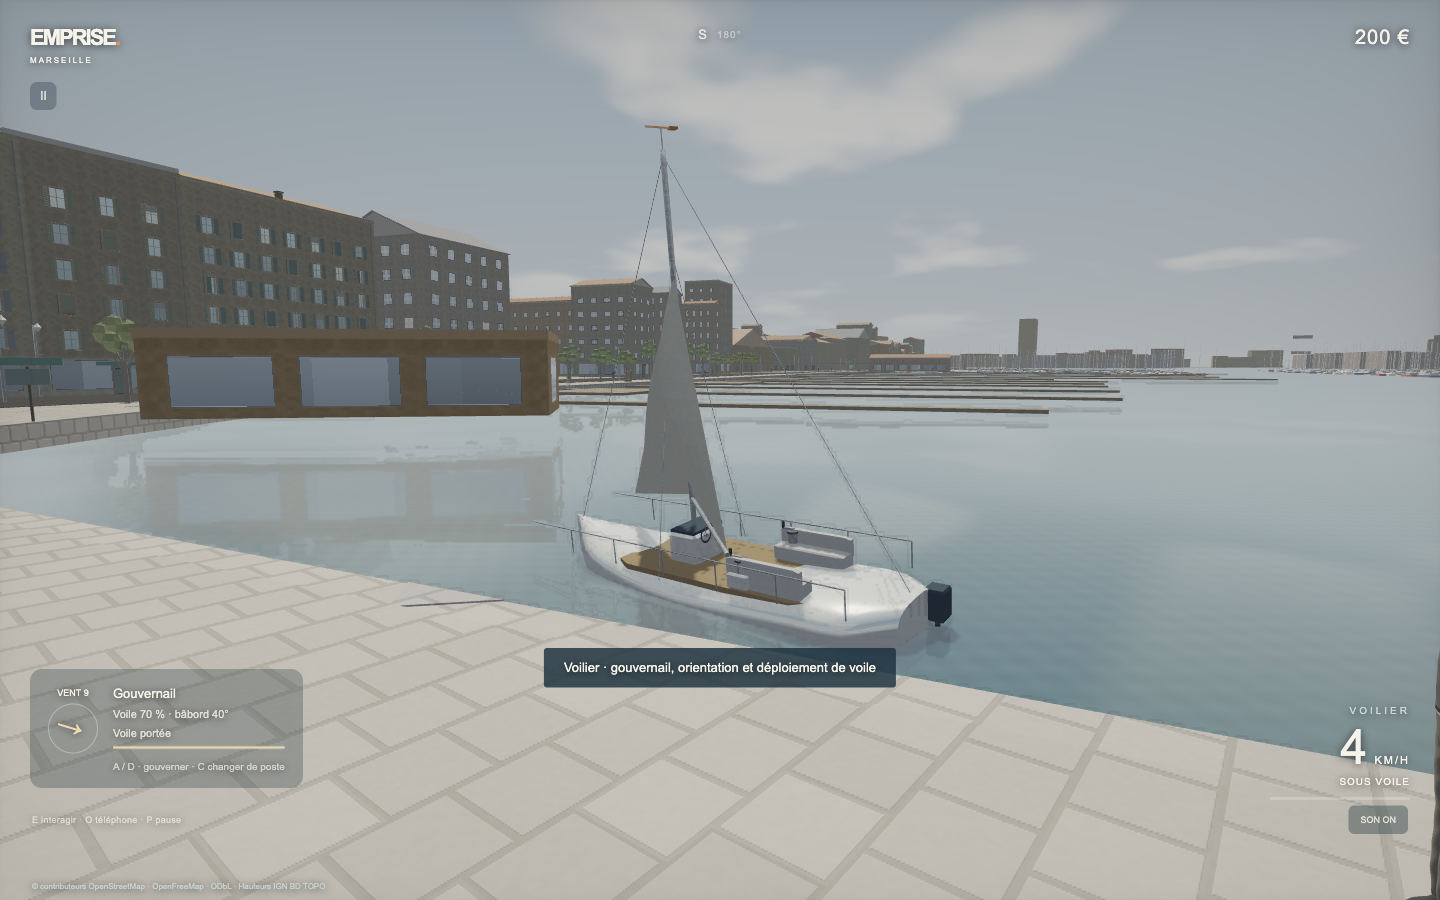 EMPRISE.
MARSEILLE
S 180°
200 €
Voilier · gouvernail, orientation et déploiement de voile
VENT 9
Gouvernail
Voile 70 % · bâbord 40°
Voile portée
A / D · gouverner · C changer de poste
E interagir · O téléphone · P pause
VOILIER
4 KM/H
SOUS VOILE
SON ON
© contributeurs OpenStreetMap · OpenFreeMap · ODbL · Hauteurs IGN BD TOPO